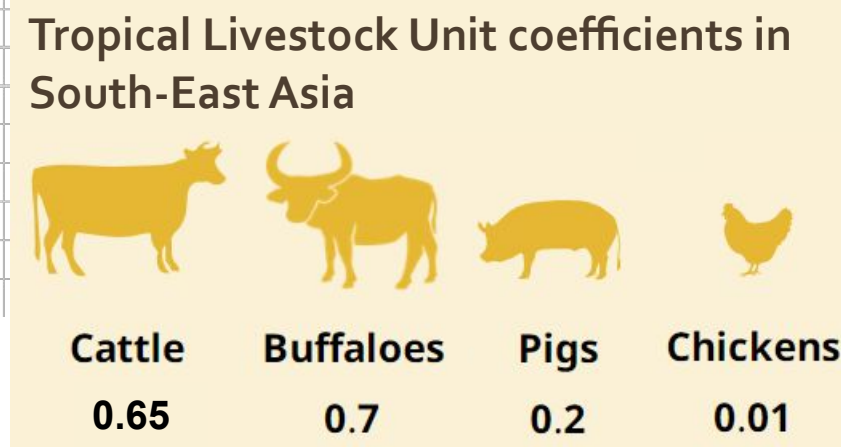 Tropical Livestock Unit coefficients in
South-East Asia
Cattle Buffaloes Pigs Chickens
0.65 0.7 0.2 0.01